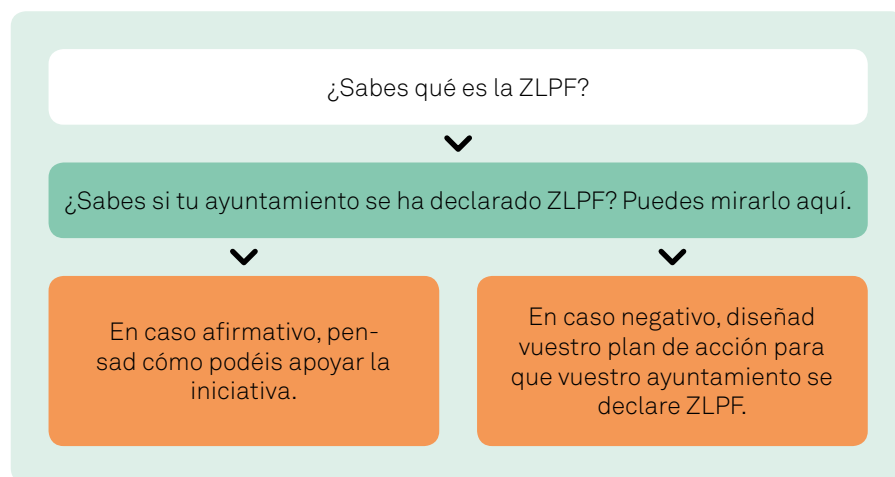 ¿Sabes qué es la ZLPF?
¿Sabes si tu ayuntamiento se ha declarado ZLPF? Puedes mirarlo aquí.
En caso afirmativo, pen-
sad cómo podéis apoyar la
iniciativa.
En caso negativo, diseñad
vuestro plan de acción para
que vuestro ayuntamiento se
declare ZLPF.